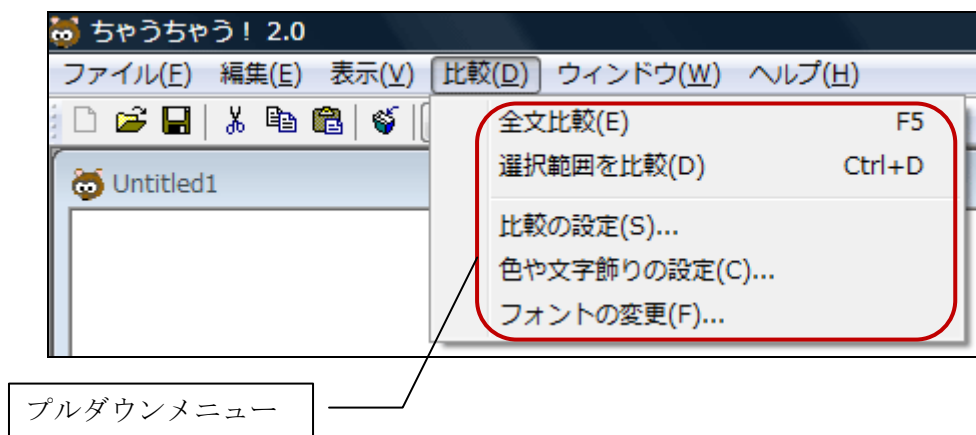 ちゃうちゃう！ 2.0
ファイル(F) 編集(E) 表示(V) 比較(D) ウィンドウ(W) ヘルプ(H)
全文比較(E) F5
選択範囲を比較(D) Ctrl+D
Untitled1
比較の設定(S)...
色や文字飾りの設定(C)...
フォントの変更(F)...
プルダウンメニュー